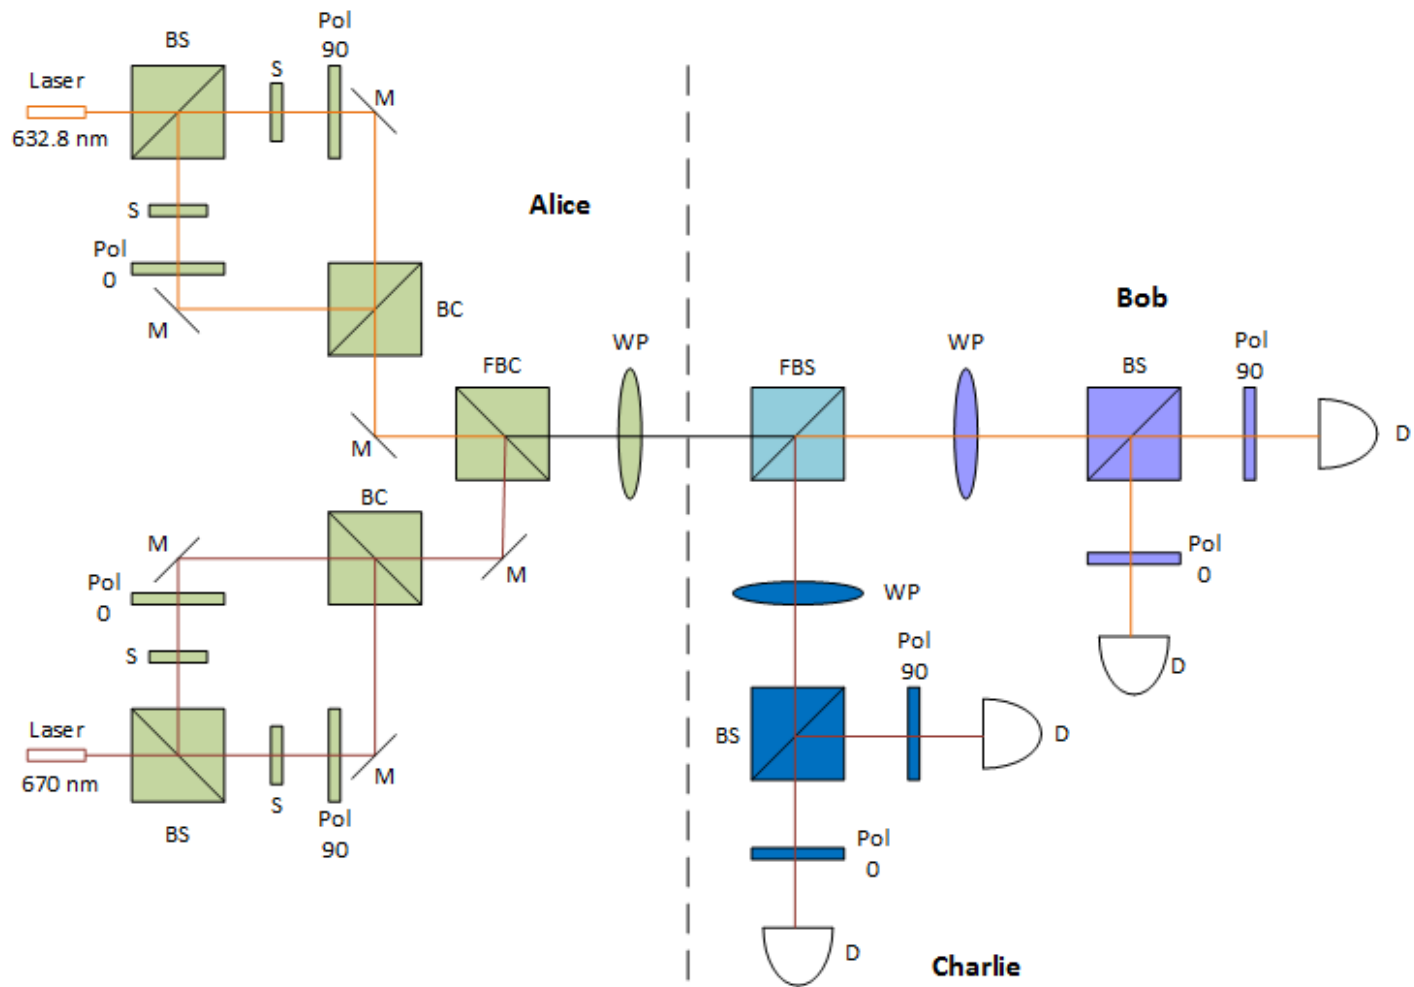 BS
Pol
90
S
Laser
M
632.8 nm
S
Alice
Pol
0
M
BC
Bob
WP
FBC
FBS
WP
BS
Pol
90
D
M
BC
M
M
Pol
0
Pol
0
WP
S
Pol
90
D
Laser
BS
D
M
670 nm
S
BS
Pol
90
Pol
0
D
Charlie